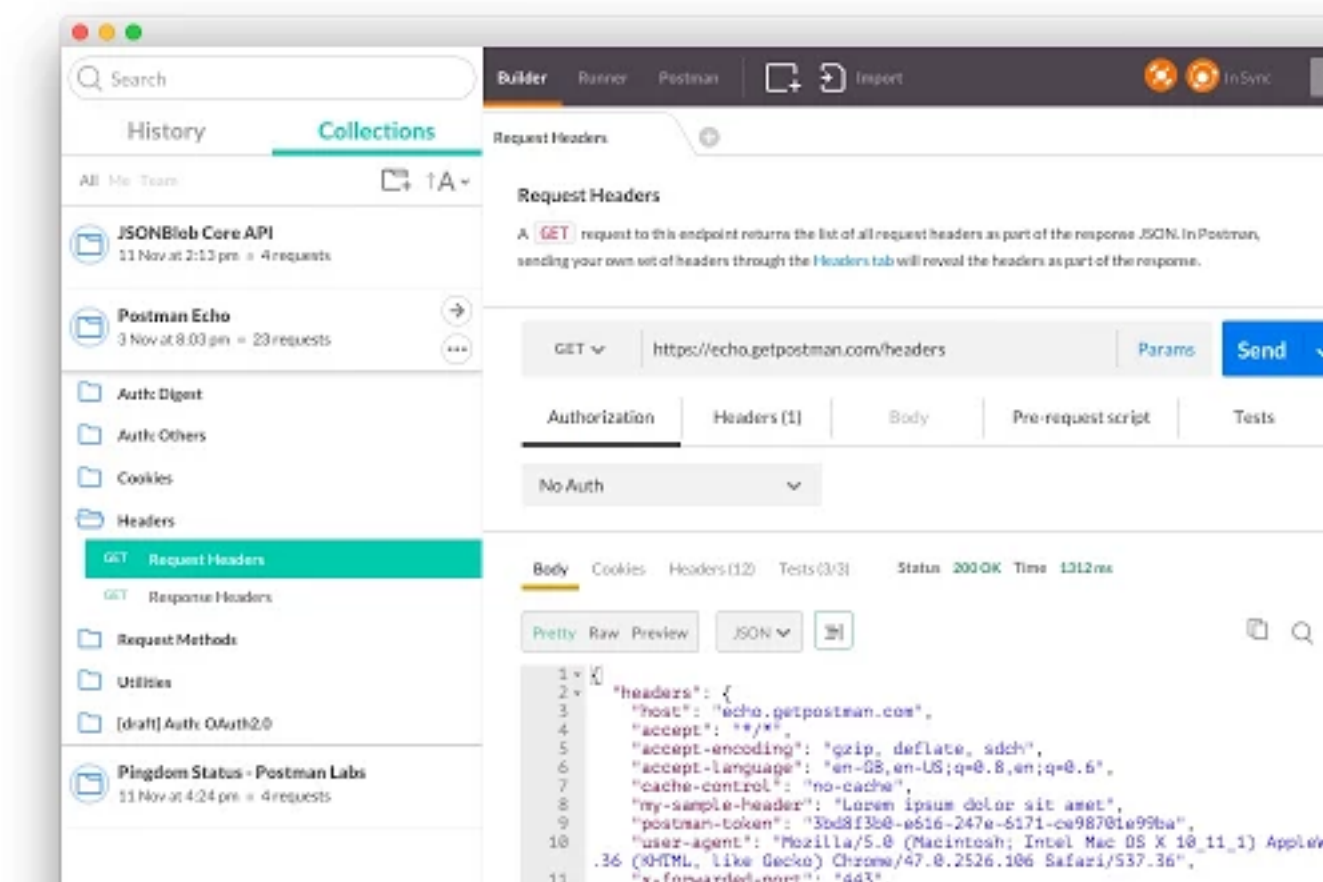 Search
History Collections
All Me Team
↑A
JSONBlob Core API
11 Nov at 2:13 pm 4 requests
Postman Echo
3 Nov at 8.03 pm 23 requests
Auth: Digest
Auth: Others
Cookies
Headers
GET Request Headers
GET Response Headers
Request Methods
Utilities
[draft] Auth: OAuth2.0
Pingdom Status - Postman Labs
11 Nov at 4:24 pm 4 requests
Builder Runner Postman Import In Sync
Request Headers
Request Headers
A GET request to this endpoint returns the list of all request headers as part of the response JSON. In Postman,
sending your own set of headers through the Headers tab will reveal the headers as part of the response.
GET https://echo.getpostman.com/headers Params Send
Authorization Headers (1) Body Pre-request script Tests
No Auth
Body Cookies Headers (12) Tests (3/3) Status 200 OK Time 1312 ms
Pretty Raw Preview JSON
1 {
2 "headers": {
3 "host": "echo.getpostman.com",
4 "accept": "*/*",
5 "accept-encoding": "gzip, deflate, sdch",
6 "accept-language": "en-GB,en-US;q=0.8,en;q=0.6",
7 "cache-control": "no-cache",
8 "my-sample-header": "Lorem ipsum dolor sit amet",
9 "postman-token": "3bd8f3b0-e616-247e-6171-ce98701e99ba",
10 "user-agent": "Mozilla/5.0 (Macintosh; Intel Mac OS X 10_11_1) AppleW
.36 (KHTML, like Gecko) Chrome/47.0.2526.106 Safari/537.36",
11 "x-forwarded-port": "443"